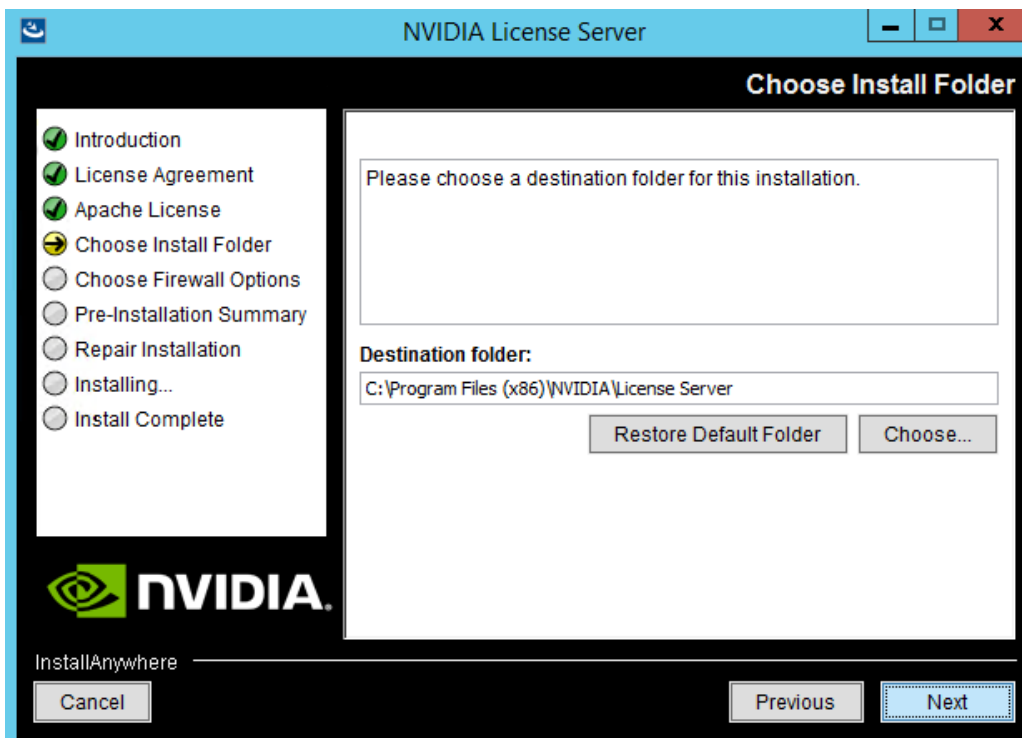 NVIDIA License Server
Choose Install Folder
Introduction
License Agreement
Apache License
Choose Install Folder
Choose Firewall Options
Pre-Installation Summary
Repair Installation
Installing...
Install Complete
Please choose a destination folder for this installation.
Destination folder:
C:\Program Files (x86)\NVIDIA\License Server
Restore Default Folder
Choose...
NVIDIA.
InstallAnywhere
Cancel
Previous
Next